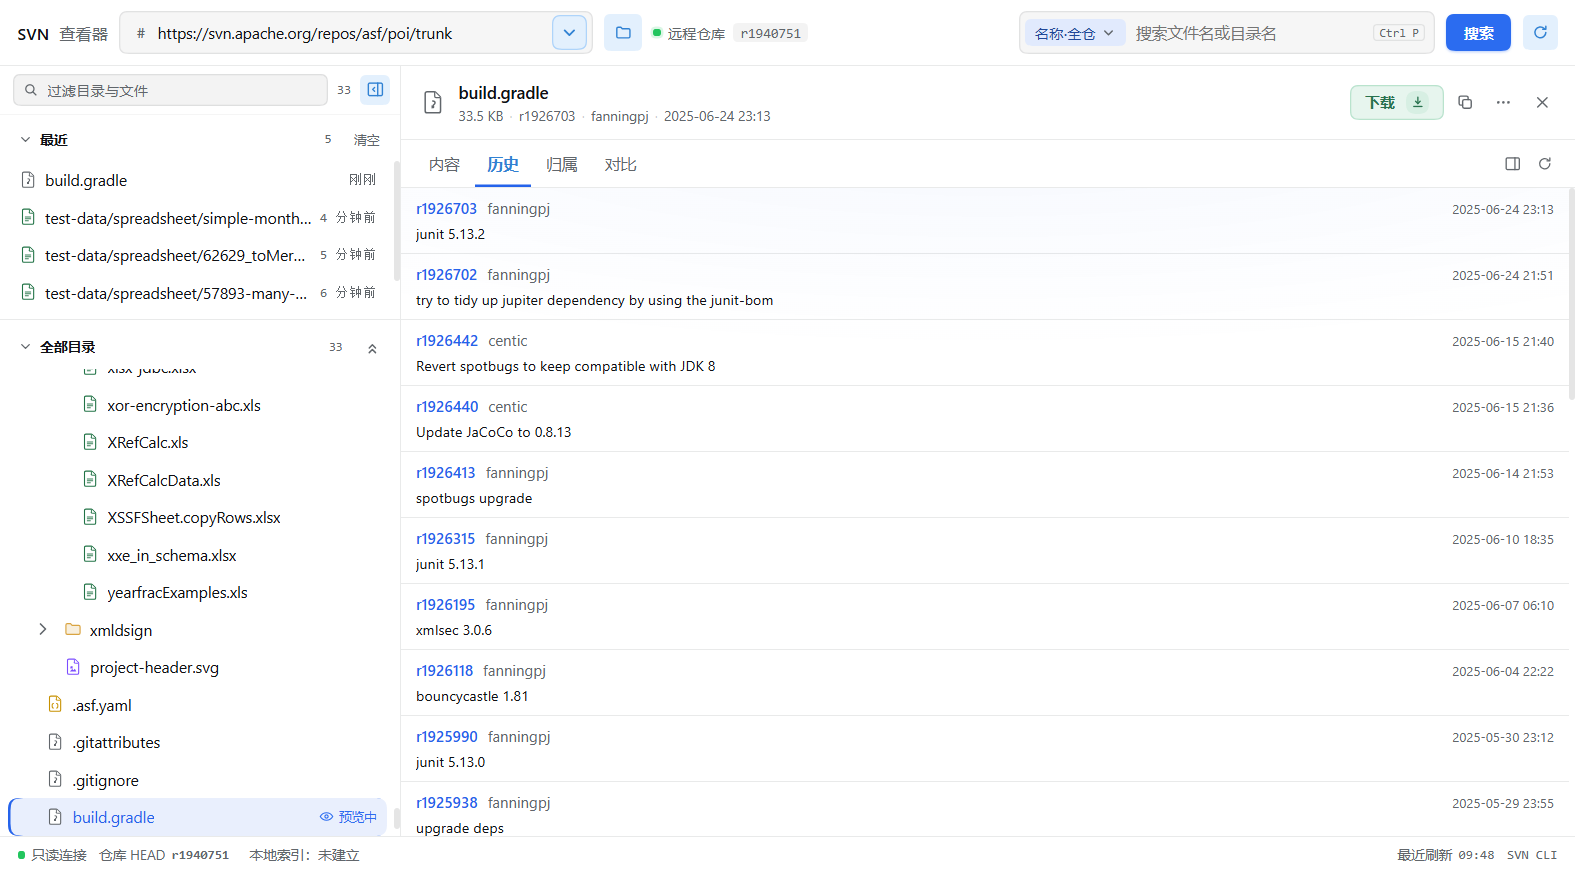 SVN 查看器
# https://svn.apache.org/repos/asf/poi/trunk
远程仓库 r1940751
名称·全仓 搜索文件名或目录名 Ctrl P
搜索
过滤目录与文件 33
最近 5 清空
build.gradle 刚刚
test-data/spreadsheet/simple-month... 4 分钟前
test-data/spreadsheet/62629_toMer... 5 分钟前
test-data/spreadsheet/57893-many-... 6 分钟前
全部目录 33
xlsx-jdbc.xlsx
xor-encryption-abc.xls
XRefCalc.xls
XRefCalcData.xls
XSSFSheet.copyRows.xlsx
xxe_in_schema.xlsx
yearfracExamples.xls
xmldsign
project-header.svg
.asf.yaml
.gitattributes
.gitignore
build.gradle 预览中
build.gradle
33.5 KB · r1926703 · fanningpj · 2025-06-24 23:13
下载
内容 历史 归属 对比
r1926703 fanningpj 2025-06-24 23:13
junit 5.13.2
r1926702 fanningpj 2025-06-24 21:51
try to tidy up jupiter dependency by using the junit-bom
r1926442 centic 2025-06-15 21:40
Revert spotbugs to keep compatible with JDK 8
r1926440 centic 2025-06-15 21:36
Update JaCoCo to 0.8.13
r1926413 fanningpj 2025-06-14 21:53
spotbugs upgrade
r1926315 fanningpj 2025-06-10 18:35
junit 5.13.1
r1926195 fanningpj 2025-06-07 06:10
xmlsec 3.0.6
r1926118 fanningpj 2025-06-04 22:22
bouncycastle 1.81
r1925990 fanningpj 2025-05-30 23:12
junit 5.13.0
r1925938 fanningpj 2025-05-29 23:55
upgrade deps
只读连接 仓库 HEAD r1940751 本地索引：未建立
最近刷新 09:48 SVN CLI